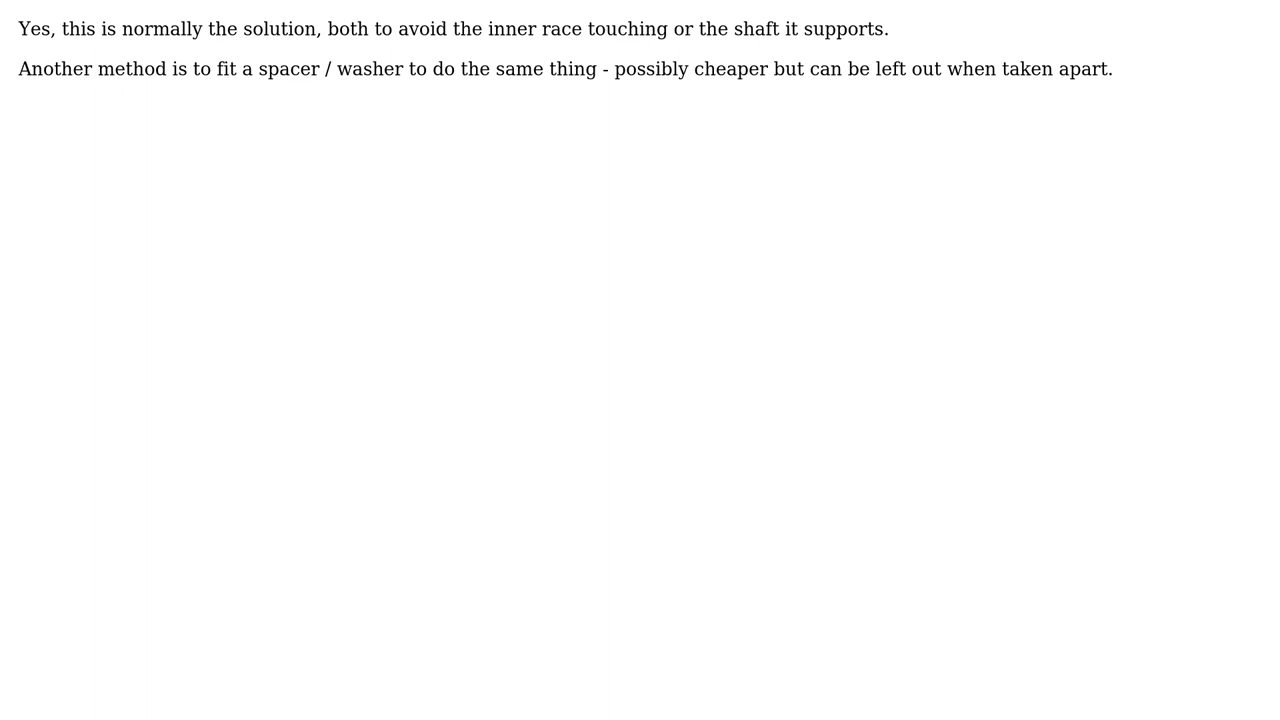 Yes, this is normally the solution, both to avoid the inner race touching or the shaft it supports.
Another method is to fit a spacer / washer to do the same thing - possibly cheaper but can be left out when taken apart.